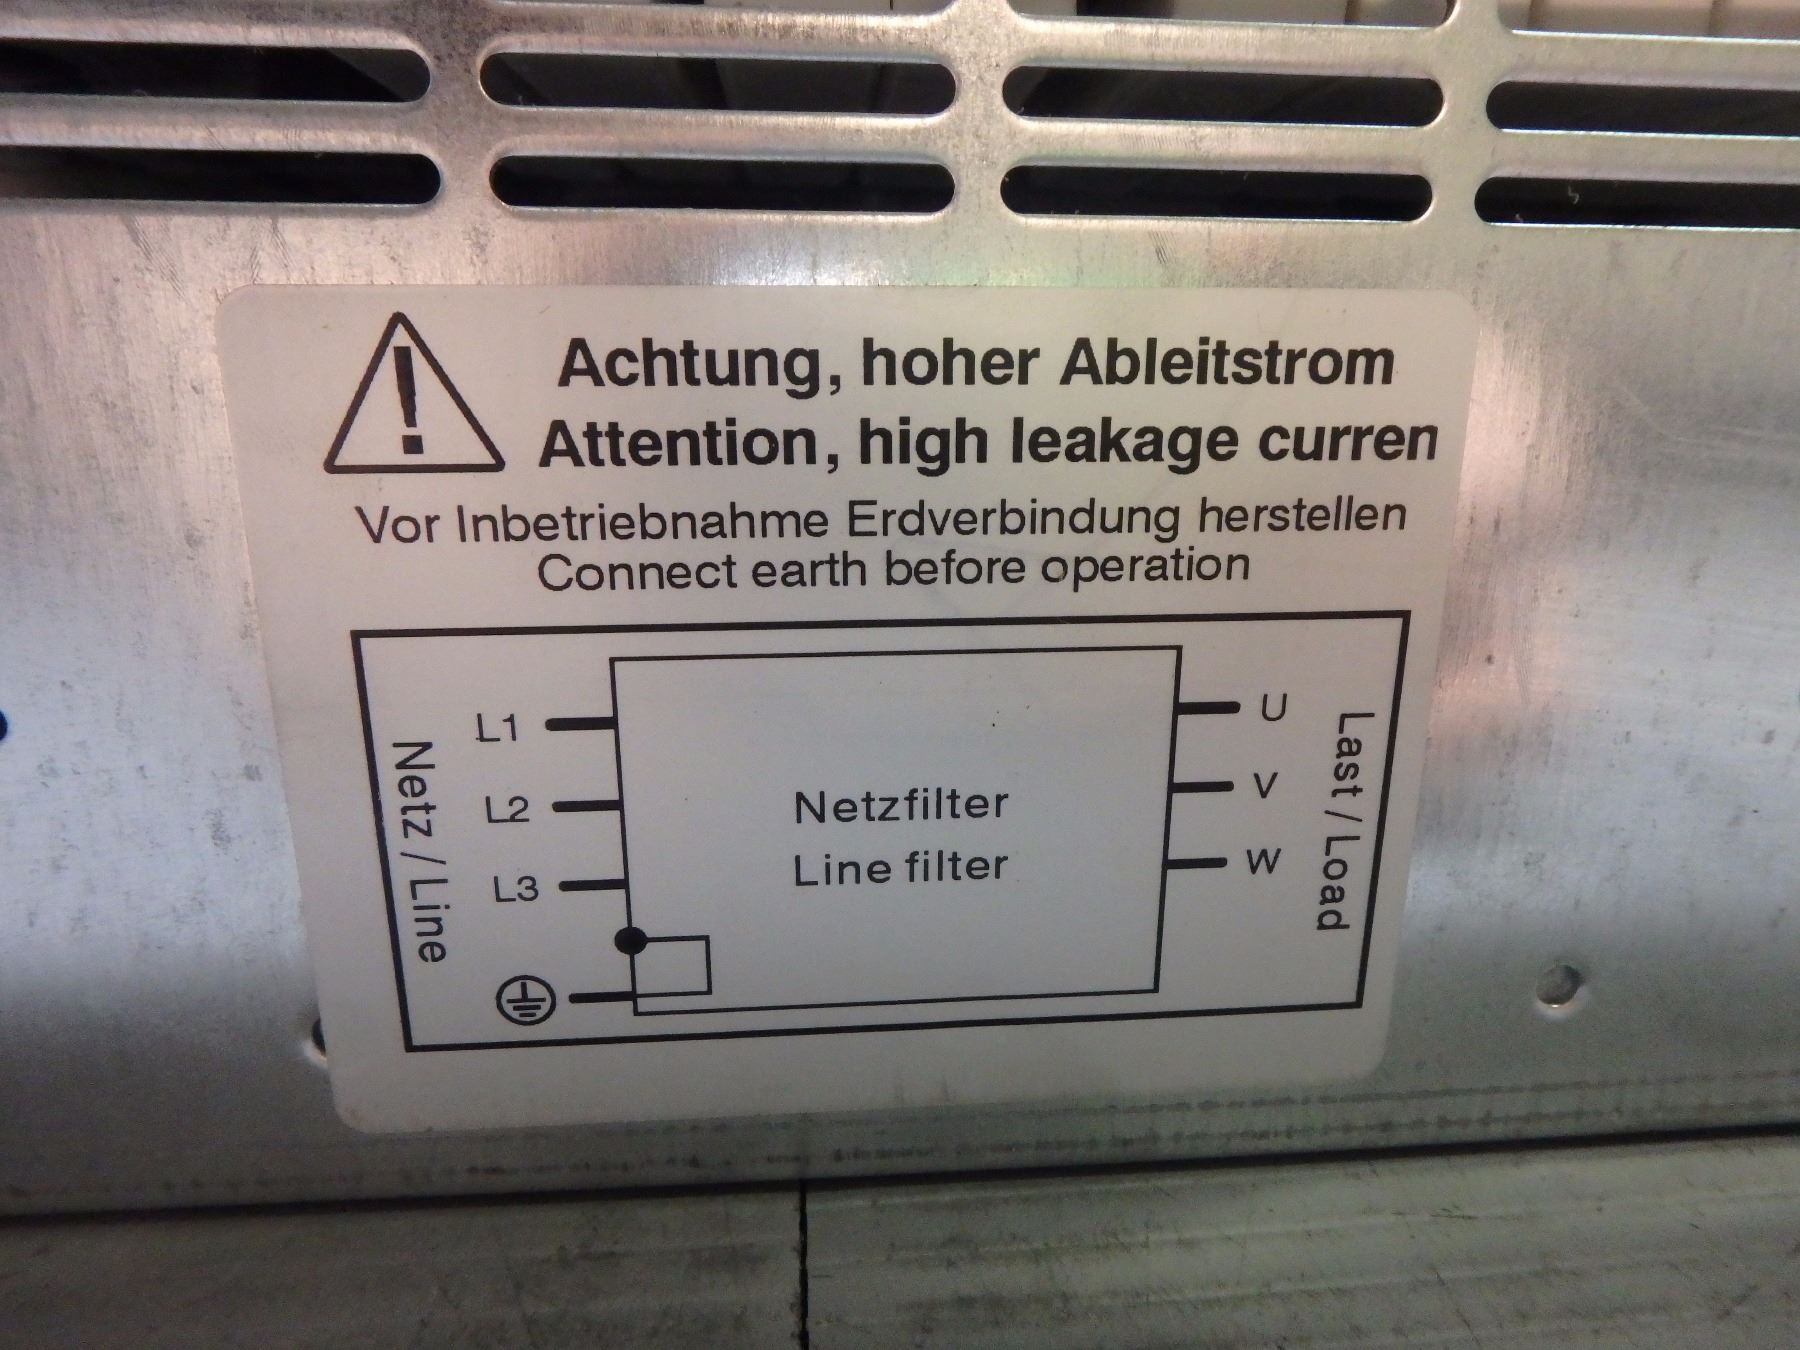 Achtung, hoher Ableitstrom
Attention, high leakage curren
Vor Inbetriebnahme Erdverbindung herstellen
Connect earth before operation
Netz / Line
L1
L2
L3
Netzfilter
Line filter
U
V
W
Last / Load